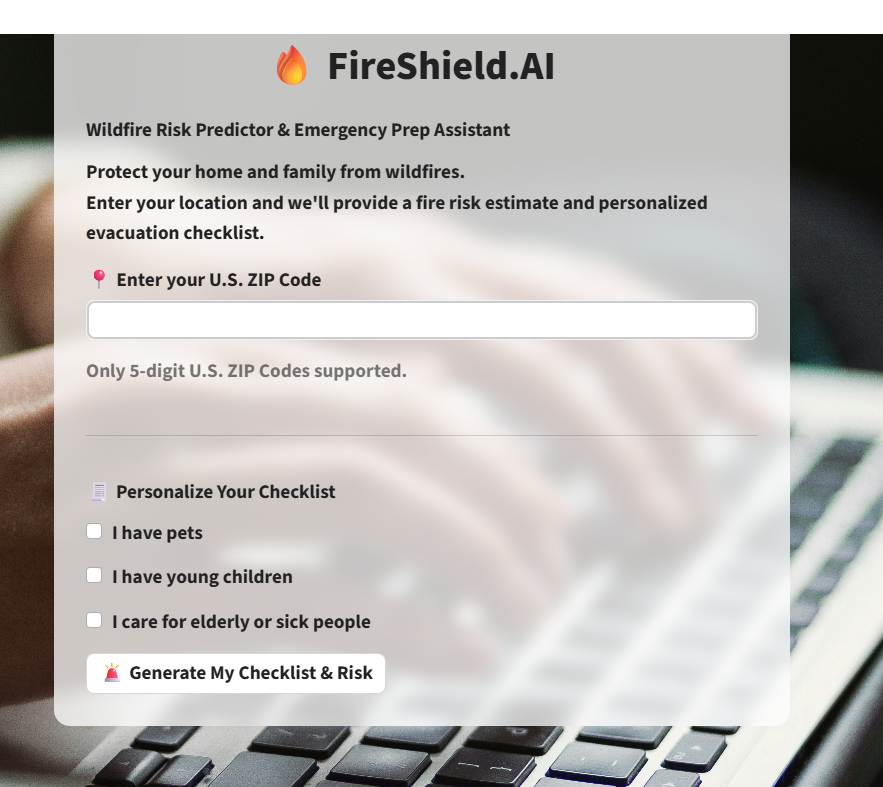 FireShield.AI
Wildfire Risk Predictor & Emergency Prep Assistant
Protect your home and family from wildfires.
Enter your location and we'll provide a fire risk estimate and personalized
evacuation checklist.
Enter your U.S. ZIP Code
Only 5-digit U.S. ZIP Codes supported.
Personalize Your Checklist
I have pets
I have young children
I care for elderly or sick people
Generate My Checklist & Risk